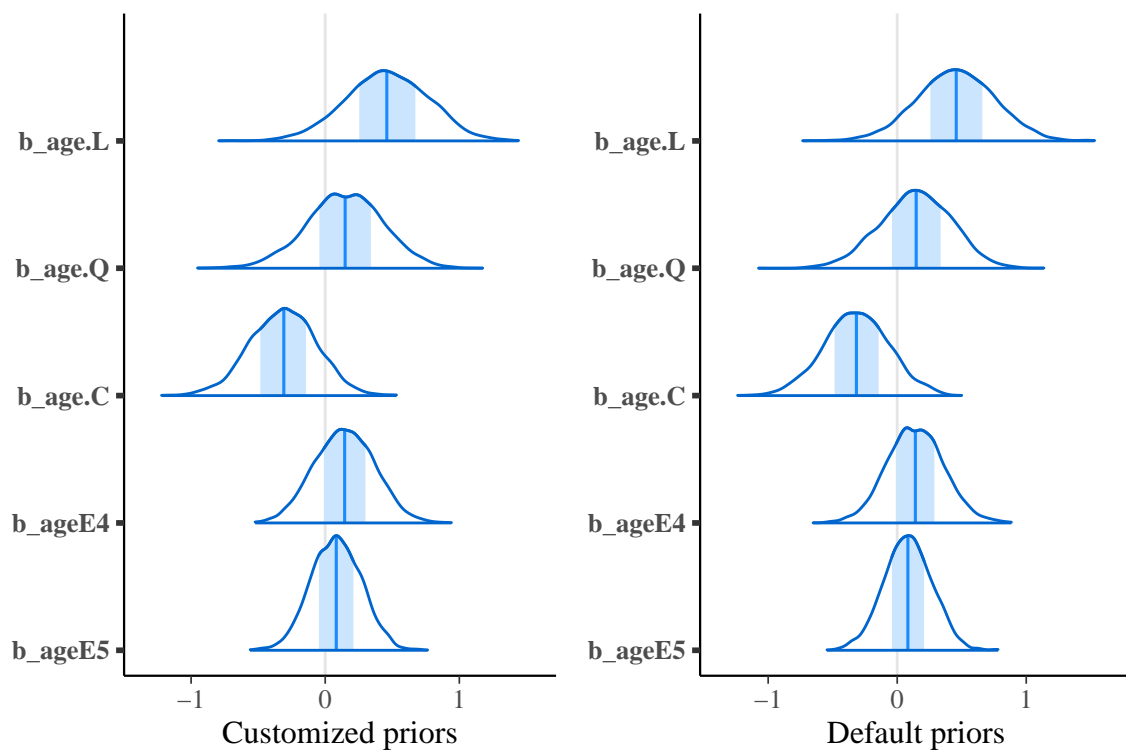 b_age.L
b_age.Q
b_age.C
b_ageE4
b_ageE5
−1 0 1
Customized priors
b_age.L
b_age.Q
b_age.C
b_ageE4
b_ageE5
−1 0 1
Default priors